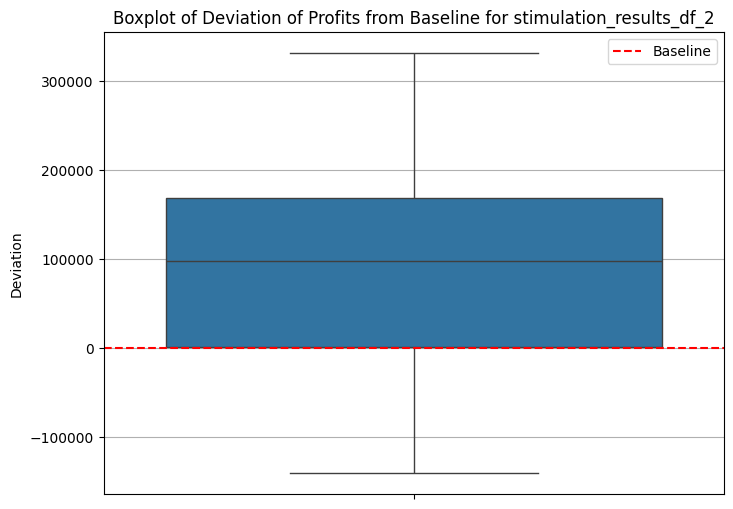 Boxplot of Deviation of Profits from Baseline for stimulation_results_df_2
Baseline
300000
200000
100000
0
−100000
Deviation